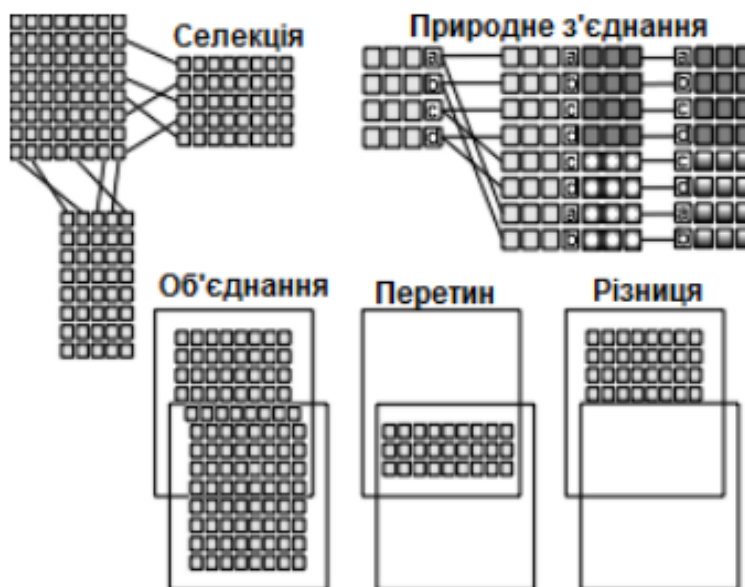 Селекція
Природне з'єднання
a a a
b b b
c c c
d d d
c c
d d
a a
b b
Об'єднання
Перетин
Різниця